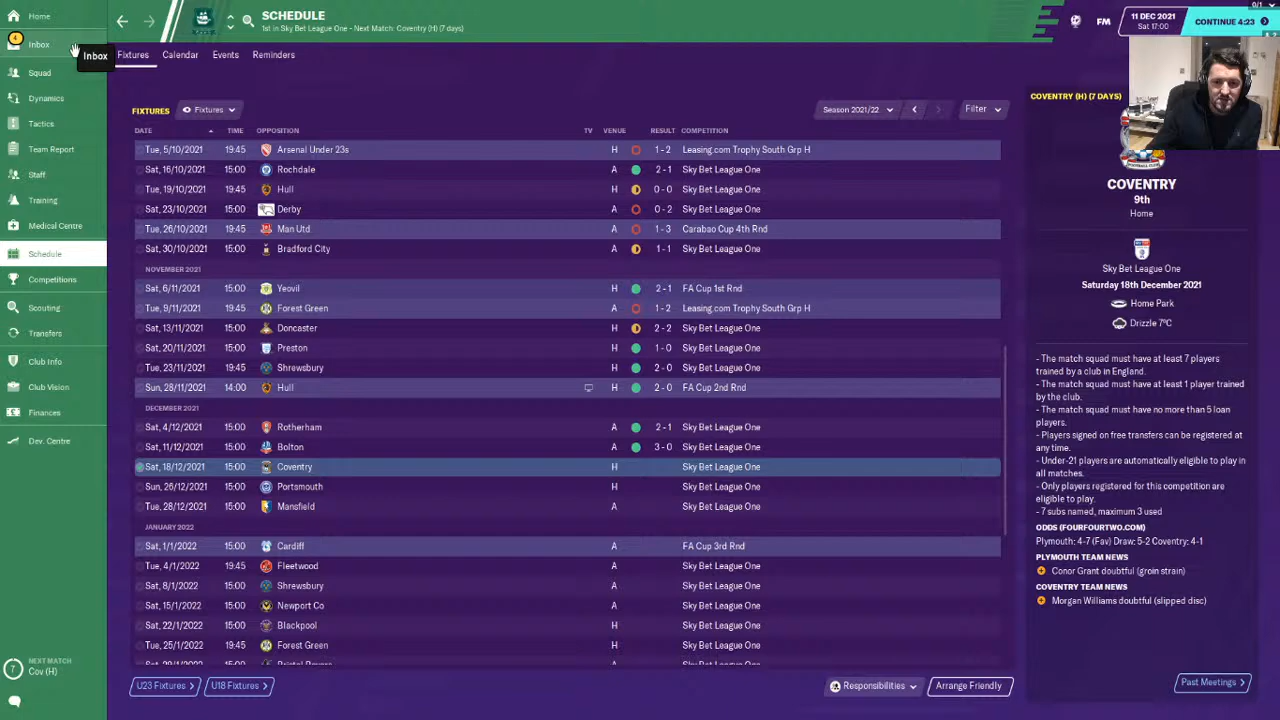 Home
4
Inbox
Inbox
Squad
Dynamics
Tactics
Team Report
Staff
Training
Medical Centre
Schedule
Competitions
Scouting
Transfers
Club Info
Club Vision
Finances
Dev. Centre
7
NEXT MATCH
Cov (H)
SCHEDULE
1st in Sky Bet League One - Next Match: Coventry (H) (7 days)
FM
11 DEC 2021
Sat 17:00
0/1
CONTINUE 4:23
Fixtures Calendar Events Reminders
FIXTURES Fixtures Season 2021/22 Filter
DATE TIME OPPOSITION TV VENUE RESULT COMPETITION
Tue, 5/10/2021 19:45 Arsenal Under 23s H 1 - 2 Leasing.com Trophy South Grp H
Sat, 16/10/2021 15:00 Rochdale A 2 - 1 Sky Bet League One
Tue, 19/10/2021 19:45 Hull H 0 - 0 Sky Bet League One
Sat, 23/10/2021 15:00 Derby A 0 - 2 Sky Bet League One
Tue, 26/10/2021 19:45 Man Utd A 1 - 3 Carabao Cup 4th Rnd
Sat, 30/10/2021 15:00 Bradford City A 1 - 1 Sky Bet League One
NOVEMBER 2021
Sat, 6/11/2021 15:00 Yeovil H 2 - 1 FA Cup 1st Rnd
Tue, 9/11/2021 19:45 Forest Green A 1 - 2 Leasing.com Trophy South Grp H
Sat, 13/11/2021 15:00 Doncaster A 2 - 2 Sky Bet League One
Sat, 20/11/2021 15:00 Preston H 1 - 0 Sky Bet League One
Tue, 23/11/2021 19:45 Shrewsbury H 2 - 0 Sky Bet League One
Sun, 28/11/2021 14:00 Hull H 2 - 0 FA Cup 2nd Rnd
DECEMBER 2021
Sat, 4/12/2021 15:00 Rotherham A 2 - 1 Sky Bet League One
Sat, 11/12/2021 15:00 Bolton A 3 - 0 Sky Bet League One
Sat, 18/12/2021 15:00 Coventry H Sky Bet League One
Sun, 26/12/2021 15:00 Portsmouth H Sky Bet League One
Tue, 28/12/2021 15:00 Mansfield A Sky Bet League One
JANUARY 2022
Sat, 1/1/2022 15:00 Cardiff A FA Cup 3rd Rnd
Tue, 4/1/2022 19:45 Fleetwood A Sky Bet League One
Sat, 8/1/2022 15:00 Shrewsbury A Sky Bet League One
Sat, 15/1/2022 15:00 Newport Co A Sky Bet League One
Sat, 22/1/2022 15:00 Blackpool H Sky Bet League One
Tue, 25/1/2022 19:45 Forest Green H Sky Bet League One
Sat, 29/1/2022 15:00 Bristol Rovers A Sky Bet League One
U23 Fixtures U18 Fixtures Responsibilities Arrange Friendly
COVENTRY (H) (7 DAYS)
COVENTRY
9th
Home
Sky Bet League One
Saturday 18th December 2021
Home Park
Drizzle 7°C
- The match squad must have at least 7 players
trained by a club in England.
- The match squad must have at least 1 player trained
by the club.
- The match squad must have no more than 5 loan
players.
- Players signed on free transfers can be registered at
any time.
- Under-21 players are automatically eligible to play in
all matches.
- Only players registered for this competition are
eligible to play.
- 7 subs named, maximum 3 used
ODDS (FOURFOURTWO.COM)
Plymouth: 4-7 (Fav) Draw: 5-2 Coventry: 4-1
PLYMOUTH TEAM NEWS
Conor Grant doubtful (groin strain)
COVENTRY TEAM NEWS
Morgan Williams doubtful (slipped disc)
Past Meetings